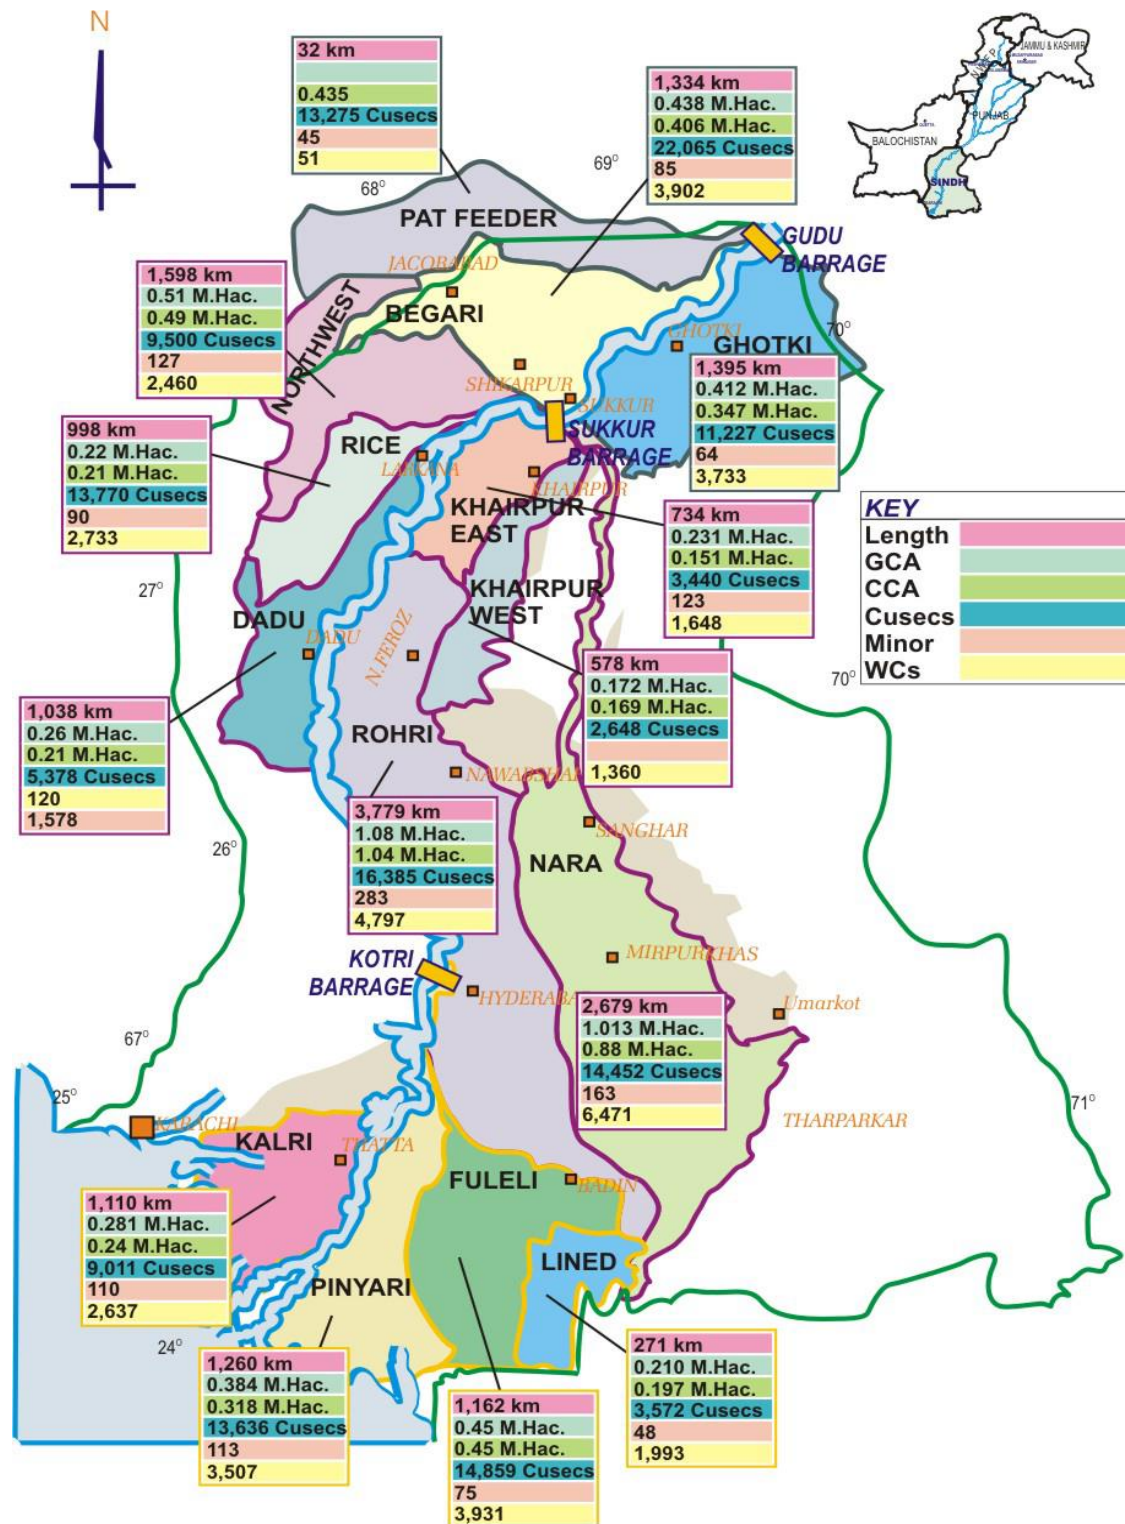 N
32 km
0.435
13,275 Cusecs
45
51
1,334 km
0.438 M.Hac.
0.406 M.Hac.
22,065 Cusecs
85
3,902
JAMMU & KASHMIR
PUNJAB
BALOCHISTAN
SINDH
69°
68°
PAT FEEDER
GUDU
BARRAGE
JACOBABAD
BEGARI
1,598 km
0.51 M.Hac.
0.49 M.Hac.
9,500 Cusecs
127
2,460
NORTHWEST
GHOTKI
GHOTKI
70°
1,395 km
0.412 M.Hac.
0.347 M.Hac.
11,227 Cusecs
64
3,733
SHIKARPUR
SUKKUR
SUKKUR
BARRAGE
998 km
0.22 M.Hac.
0.21 M.Hac.
13,770 Cusecs
90
2,733
RICE
LARKANA
KHAIRPUR
KHAIRPUR
EAST
734 km
0.231 M.Hac.
0.151 M.Hac.
3,440 Cusecs
123
1,648
KEY
Length
GCA
CCA
Cusecs
Minor
WCs
27°
KHAIRPUR
WEST
DADU
DADU
N.FEROZ
578 km
0.172 M.Hac.
0.169 M.Hac.
2,648 Cusecs
1,360
70°
1,038 km
0.26 M.Hac.
0.21 M.Hac.
5,378 Cusecs
120
1,578
ROHRI
NAWABSHAH
3,779 km
1.08 M.Hac.
1.04 M.Hac.
16,385 Cusecs
283
4,797
SANGHAR
26°
NARA
KOTRI
BARRAGE
MIRPURKHAS
HYDERABAD
Umarkot
2,679 km
1.013 M.Hac.
0.88 M.Hac.
14,452 Cusecs
163
6,471
67°
25°
KARACHI
71°
THARPARKAR
KALRI
THATTA
FULELI
BADIN
1,110 km
0.281 M.Hac.
0.24 M.Hac.
9,011 Cusecs
110
2,637
LINED
PINYARI
24°
1,260 km
0.384 M.Hac.
0.318 M.Hac.
13,636 Cusecs
113
3,507
271 km
0.210 M.Hac.
0.197 M.Hac.
3,572 Cusecs
48
1,993
1,162 km
0.45 M.Hac.
0.45 M.Hac.
14,859 Cusecs
75
3,931